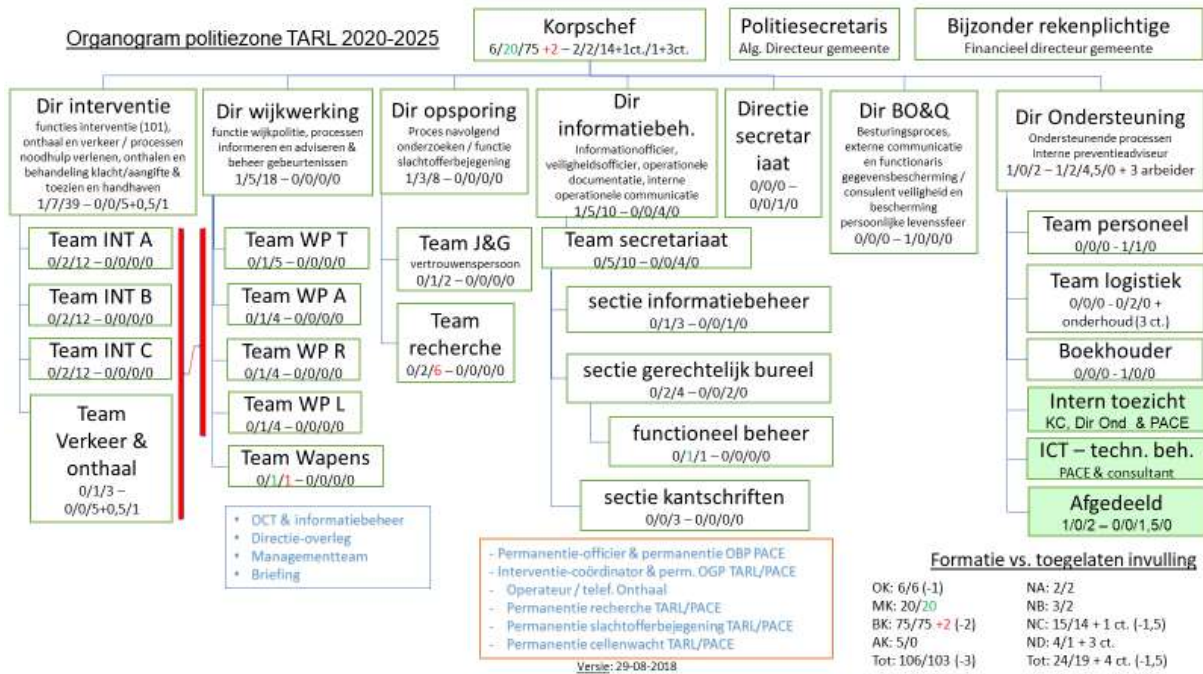 Organogram politiezone TARL 2020-2025
Korpschef
6/20/75 +2 – 2/2/14+1ct./1+3ct.
Politiesecretaris
Alg. Directeur gemeente
Bijzonder rekenplichtige
Financieel directeur gemeente
Dir interventie
functies interventie (101),
onthaal en verkeer / processen
noodhulp verlenen, onthalen en
behandeling klacht/aangifte &
toezien en handhaven
1/7/39 – 0/0/5+0,5/1
Team INT A
0/2/12 – 0/0/0/0
Team INT B
0/2/12 – 0/0/0/0
Team INT C
0/2/12 – 0/0/0/0
Team
Verkeer &
onthaal
0/1/3 –
0/0/5+0,5/1
Dir wijkwerking
functie wijkpolitie, processen
informeren en adviseren &
beheer gebeurtenissen
1/5/18 – 0/0/0/0
Team WP T
0/1/5 – 0/0/0/0
Team WP A
0/1/4 – 0/0/0/0
Team WP R
0/1/4 – 0/0/0/0
Team WP L
0/1/4 – 0/0/0/0
Team Wapens
0/1/1 – 0/0/0/0
• OCT & informatiebeheer
• Directie-overleg
• Managementteam
• Briefing
Dir opsporing
Proces navolgend
onderzoeken / functie
slachtofferbejegening
1/3/8 – 0/0/0/0
Team J&G
vertrouwenspersoon
0/1/2 – 0/0/0/0
Team
recherche
0/2/6 – 0/0/0/0
Dir
informatiebeh.
Informationofficier,
veiligheidsofficier, operationele
documentatie, interne
operationele communicatie
1/5/10 – 0/0/4/0
Team secretariaat
0/5/10 – 0/0/4/0
sectie informatiebeheer
0/1/3 – 0/0/1/0
sectie gerechtelijk bureel
0/2/4 – 0/0/2/0
functioneel beheer
0/1/1 – 0/0/0/0
sectie kantschriften
0/0/3 – 0/0/0/0
Directie
secretar
iaat
0/0/0 –
0/0/1/0
Dir BO&Q
Besturingsproces,
externe communicatie
en functionaris
gegevensbescherming /
consulent veiligheid en
bescherming
persoonlijke levenssfeer
0/0/0 – 1/0/0/0
Dir Ondersteuning
Ondersteunende processen
Interne preventieadviseur
1/0/2 – 1/2/4,5/0 + 3 arbeider
Team personeel
0/0/0 - 1/1/0
Team logistiek
0/0/0 - 0/2/0 +
onderhoud (3 ct.)
Boekhouder
0/0/0 - 1/0/0
Intern toezicht
KC, Dir Ond & PACE
ICT – techn. beh.
PACE & consultant
Afgedeeld
1/0/2 – 0/0/1,5/0
- Permanentie-officier & permanentie OBP PACE
- Interventie-coördinator & perm. OGP TARL/PACE
- Operateur / telef. Onthaal
- Permanentie recherche TARL/PACE
- Permanentie slachtofferbejegening TARL/PACE
- Permanentie cellenwacht TARL/PACE
Versie: 29-08-2018
Formatie vs. toegelaten invulling
OK: 6/6 (-1)
MK: 20/20
BK: 75/75 +2 (-2)
AK: 5/0
Tot: 106/103 (-3)
NA: 2/2
NB: 3/2
NC: 15/14 + 1 ct. (-1,5)
ND: 4/1 + 3 ct.
Tot: 24/19 + 4 ct. (-1,5)